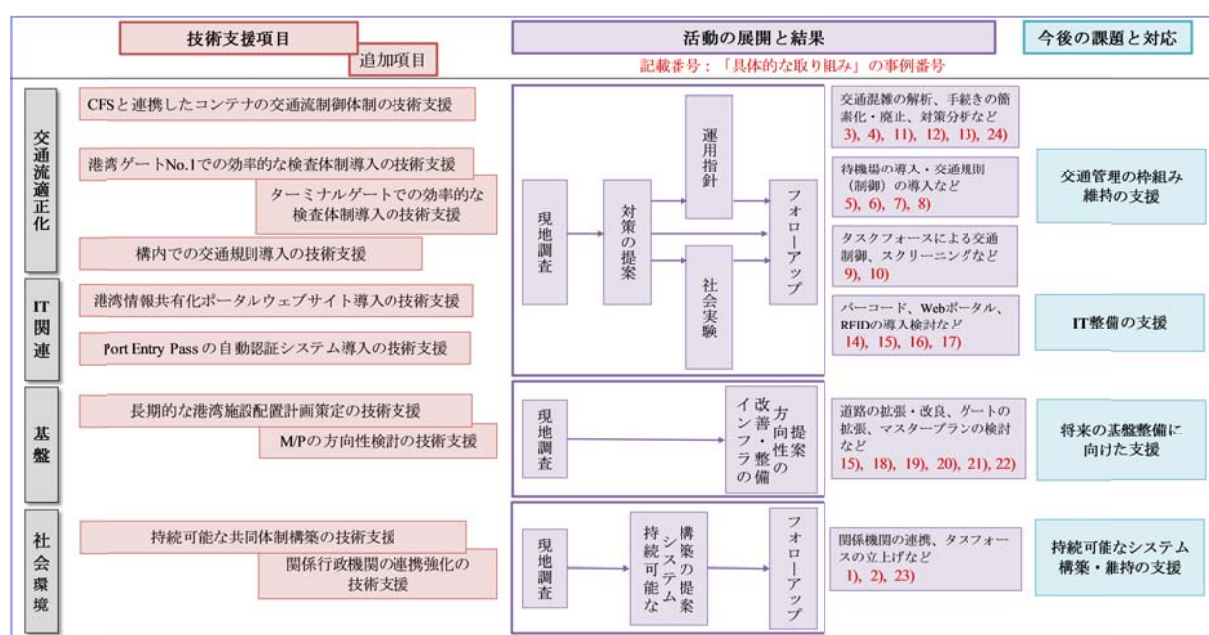 技術支援項目
追加項目
活動の展開と結果
記載番号：「具体的な取り組み」の事例番号
今後の課題と対応
交通流適正化
CFSと連携したコンテナの交通流制御体制の技術支援
港湾ゲートNo.1での効率的な検査体制導入の技術支援
ターミナルゲートでの効率的な
検査体制導入の技術支援
構内での交通規則導入の技術支援
IT関連
港湾情報共有化ポータルウェブサイト導入の技術支援
Port Entry Pass の自動認証システム導入の技術支援
現地調査
対策の提案
運用指針
社会実験
フォローアップ
交通混雑の解析、手続きの簡
素化・廃止、対策分析など
3), 4), 11), 12), 13), 24)
待機場の導入・交通規則
（制御）の導入など
5), 6), 7), 8)
タスクフォースによる交通
制御、スクリーニングなど
9), 10)
バーコード、Webポータル、
RFIDの導入検討など
14), 15), 16), 17)
交通管理の枠組み
維持の支援
IT整備の支援
基盤
長期的な港湾施設配置計画策定の技術支援
M/Pの方向性検討の技術支援
現地調査
インフラの
改善・整備
方向性の
提案
道路の拡張・改良、ゲートの
拡張、マスタープランの検討
など
15), 18), 19), 20), 21), 22)
将来の基盤整備に
向けた支援
社会環境
持続可能な共同体制構築の技術支援
関係行政機関の連携強化の
技術支援
現地調査
持続可能な
システム
構築の提案
フォローアップ
関係機関の連携、タスフォー
スの立上げなど
1), 2), 23)
持続可能なシステム
構築・維持の支援